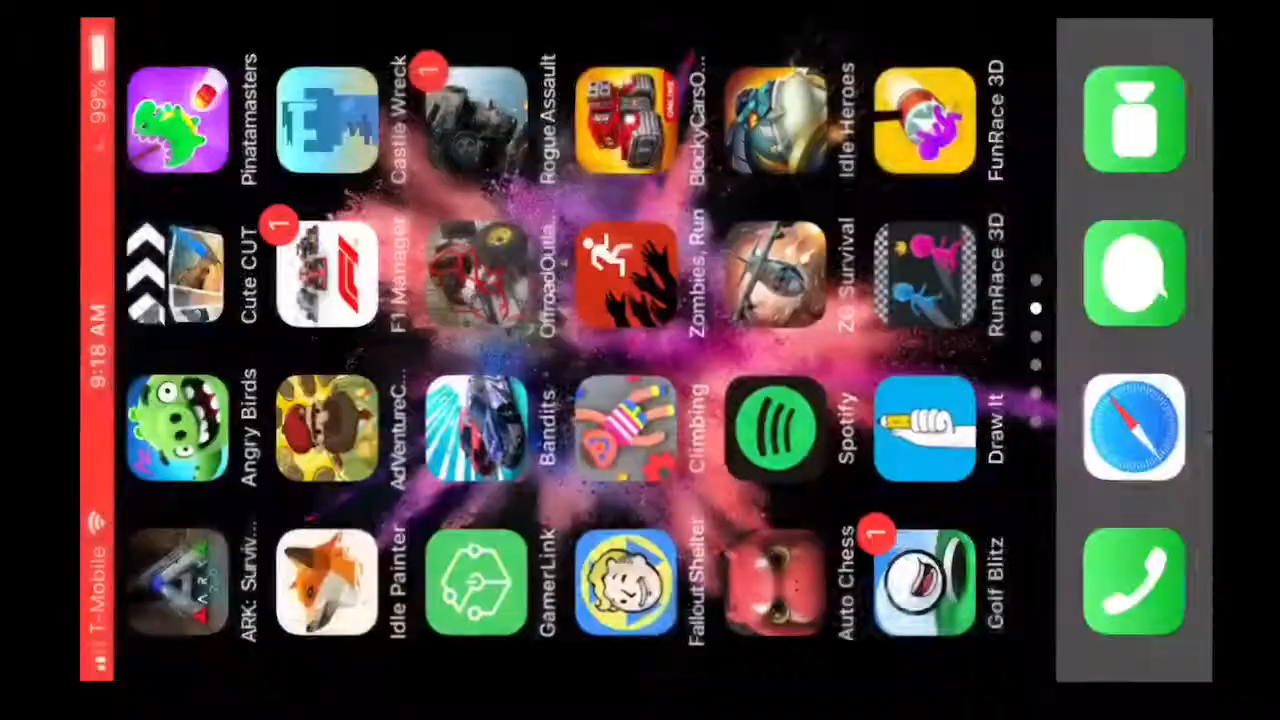 T-Mobile 9:18 AM 99%
ARK: Surviv... Angry Birds Cute CUT Pinatamasters
1
Idle Painter AdVentureC... F1 Manager Castle Wreck
1
GamerLink Bandits OffroadOutla... Rogue Assault
ONLINE
Fallout Shelter Climbing Zombies, Run BlockyCarsO...
Auto Chess Spotify ZG Survival Idle Heroes
1
Golf Blitz Draw It RunRace 3D FunRace 3D